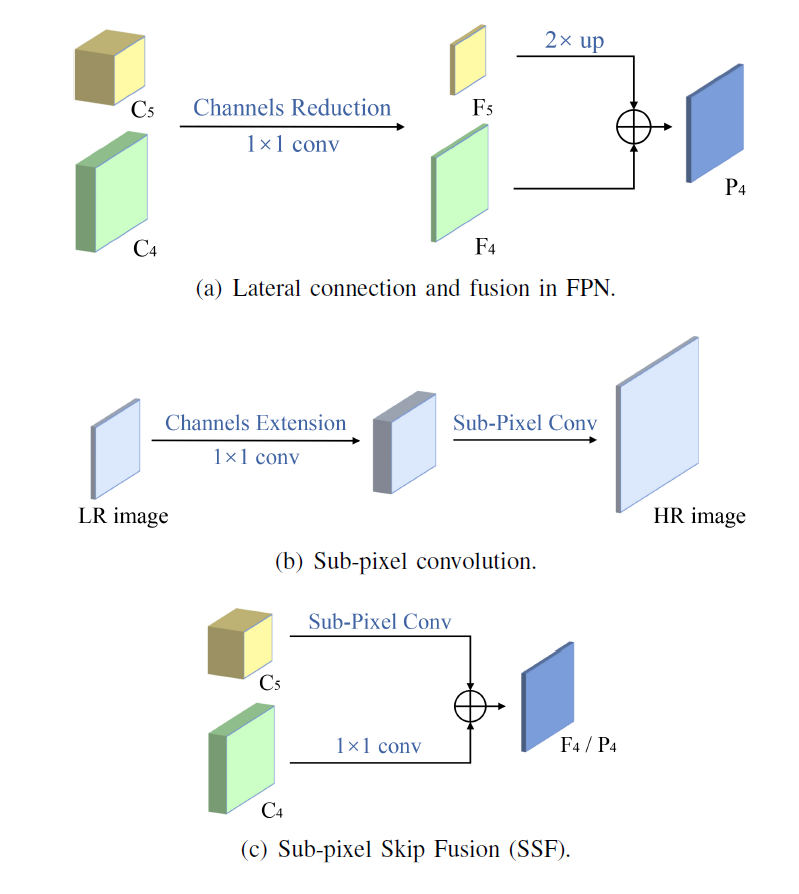 C5
Channels Reduction
1×1 conv
C4
F5
2× up
F4
P4
(a) Lateral connection and fusion in FPN.
LR image
Channels Extension
1×1 conv
Sub-Pixel Conv
HR image
(b) Sub-pixel convolution.
Sub-Pixel Conv
C5
1×1 conv
C4
F4 / P4
(c) Sub-pixel Skip Fusion (SSF).